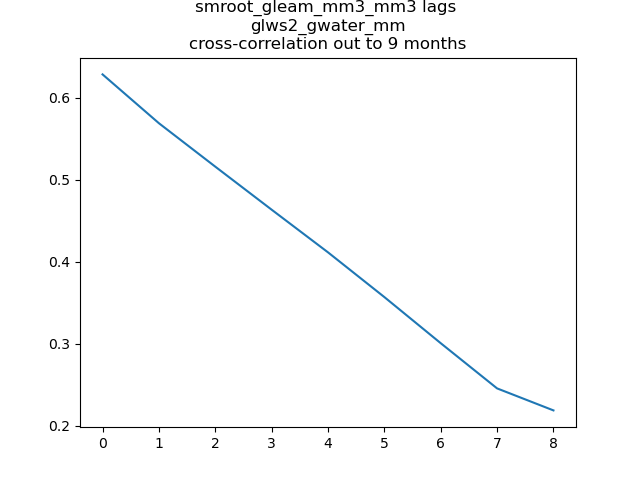 smroot_gleam_mm3_mm3 lags
glws2_gwater_mm
cross-correlation out to 9 months
0.6
0.5
0.4
0.3
0.2
0 1 2 3 4 5 6 7 8